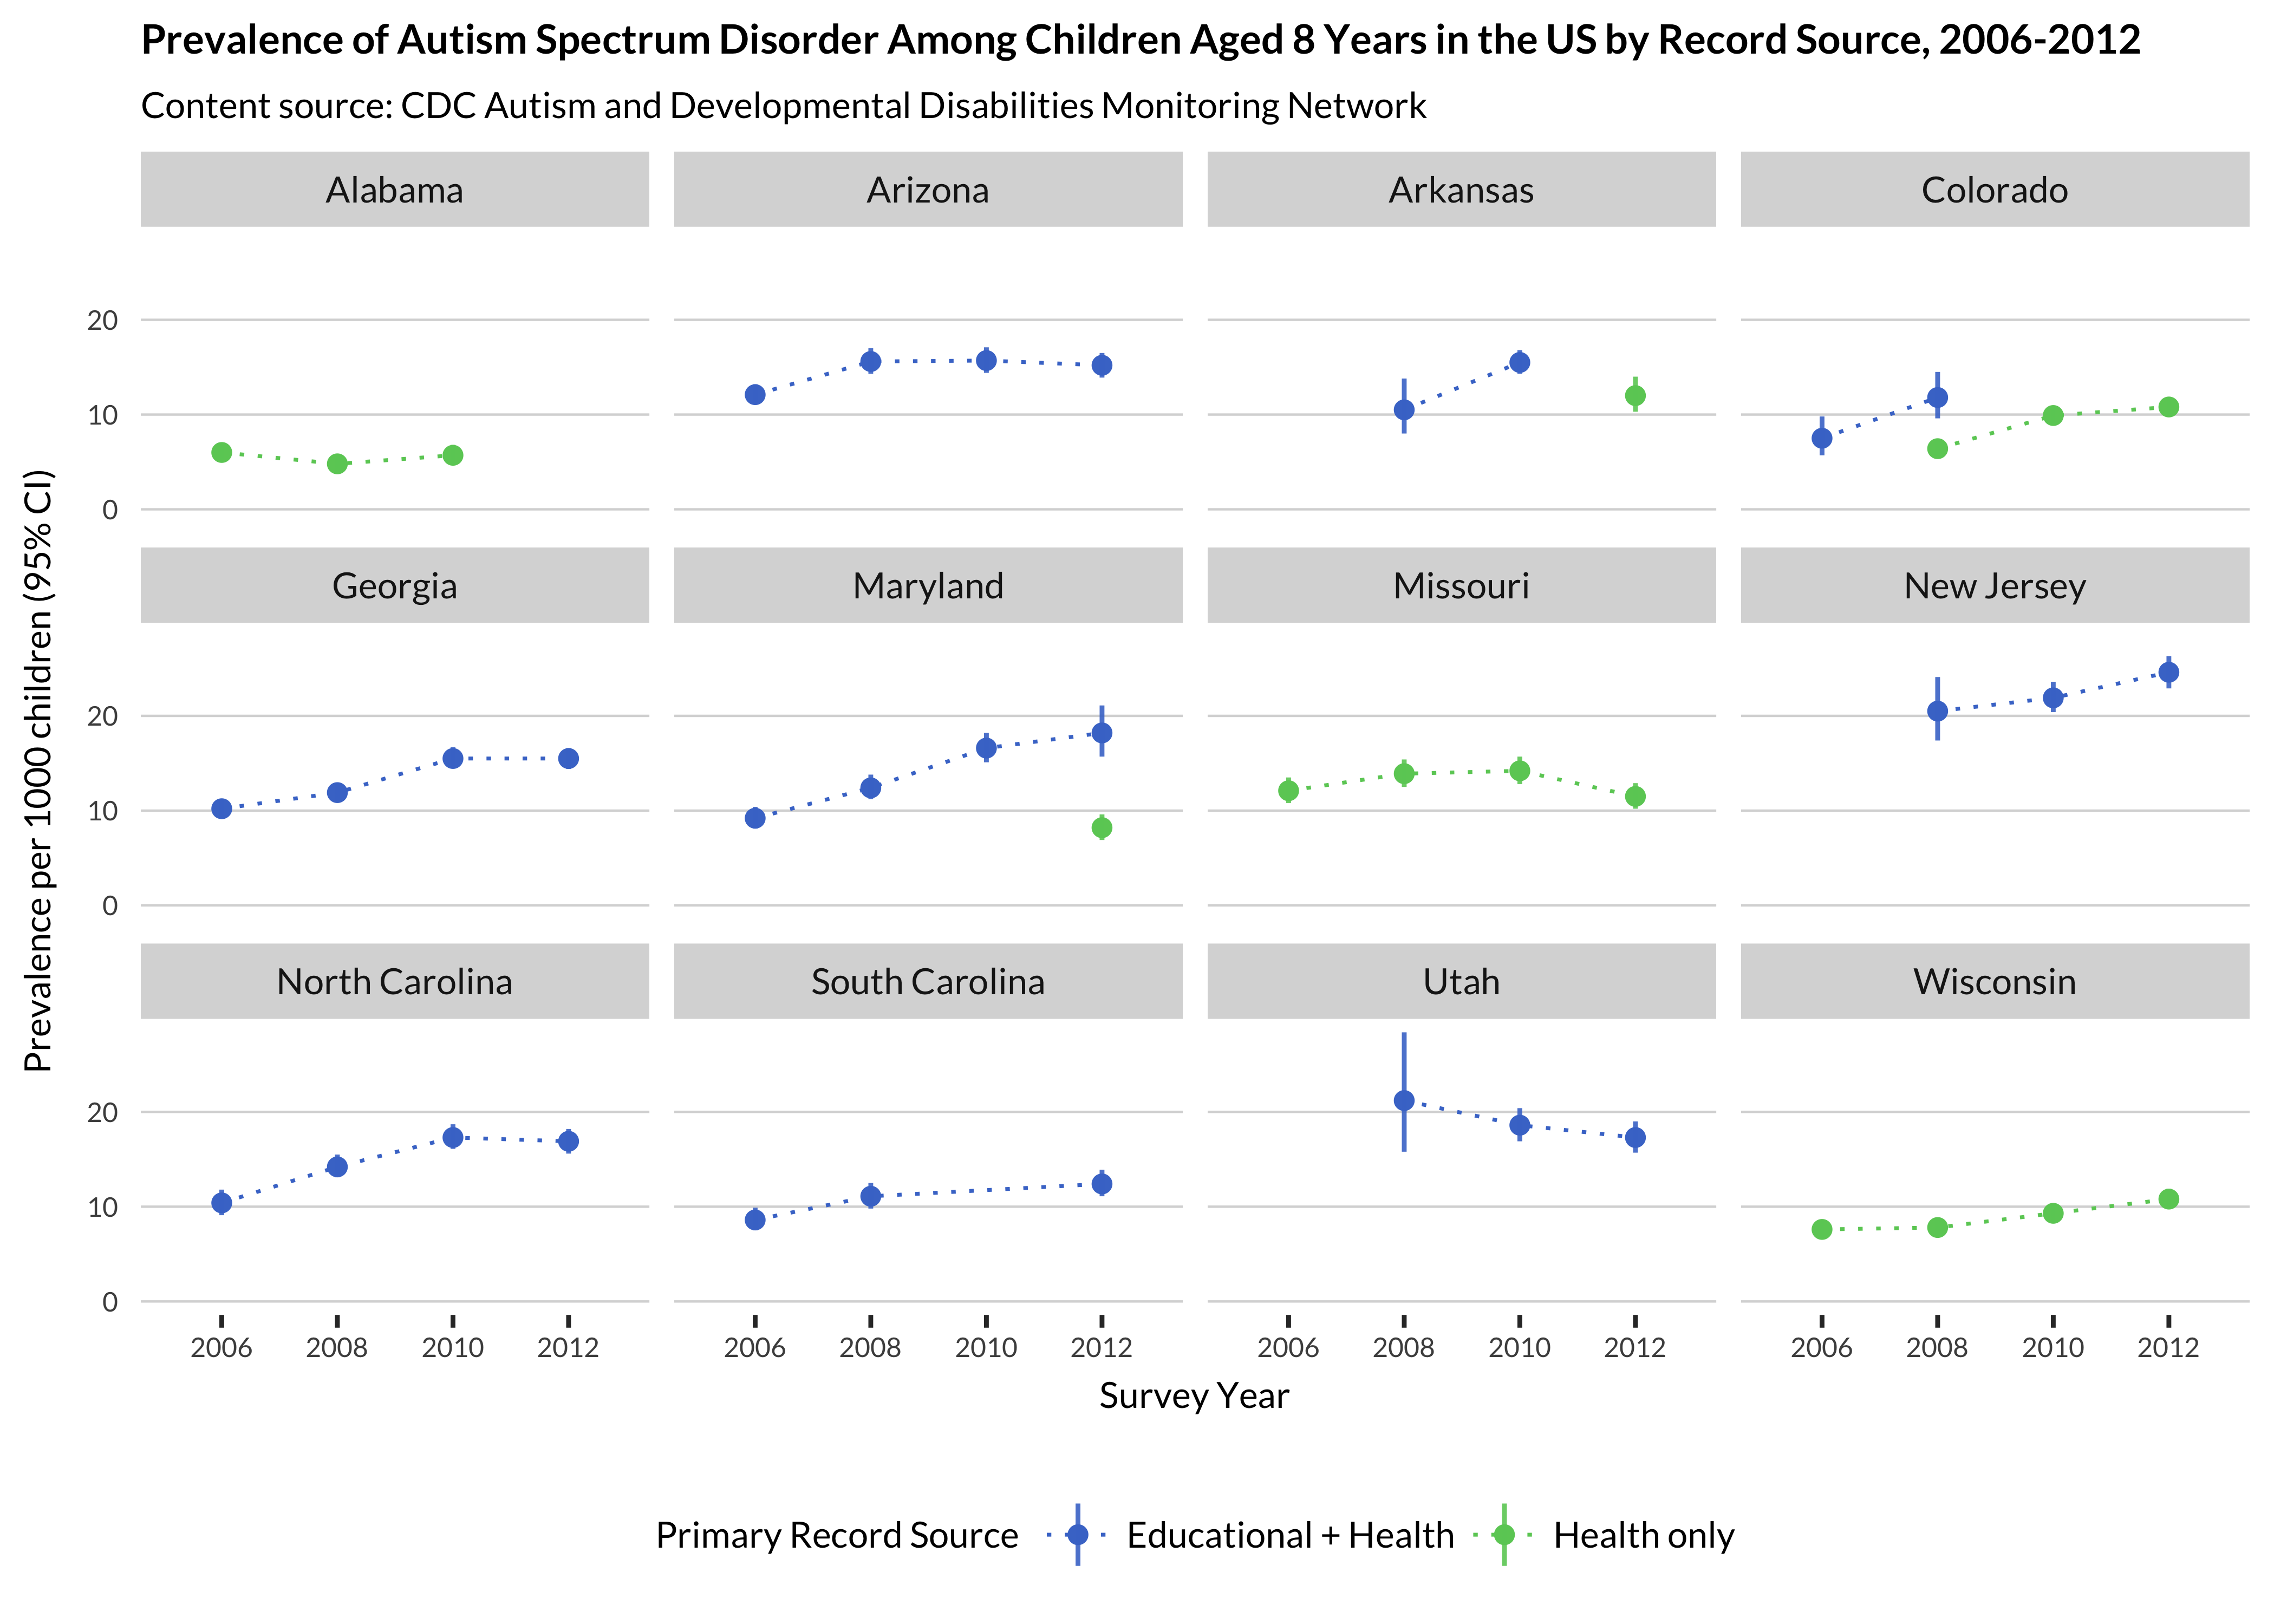 Prevalence of Autism Spectrum Disorder Among Children Aged 8 Years in the US by Record Source, 2006-2012
Content source: CDC Autism and Developmental Disabilities Monitoring Network
Prevalence per 1000 children (95% CI)
Alabama Arizona Arkansas Colorado
20
10
0
Georgia Maryland Missouri New Jersey
20
10
0
North Carolina South Carolina Utah Wisconsin
20
10
0
2006 2008 2010 2012 2006 2008 2010 2012 2006 2008 2010 2012 2006 2008 2010 2012
Survey Year
Primary Record Source Educational + Health Health only